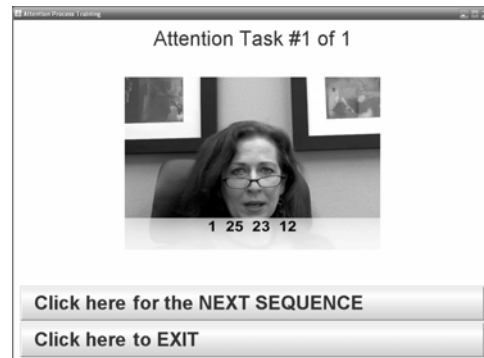 Attention Process Training
Attention Task #1 of 1
1 25 23 12
Click here for the NEXT SEQUENCE
Click here to EXIT